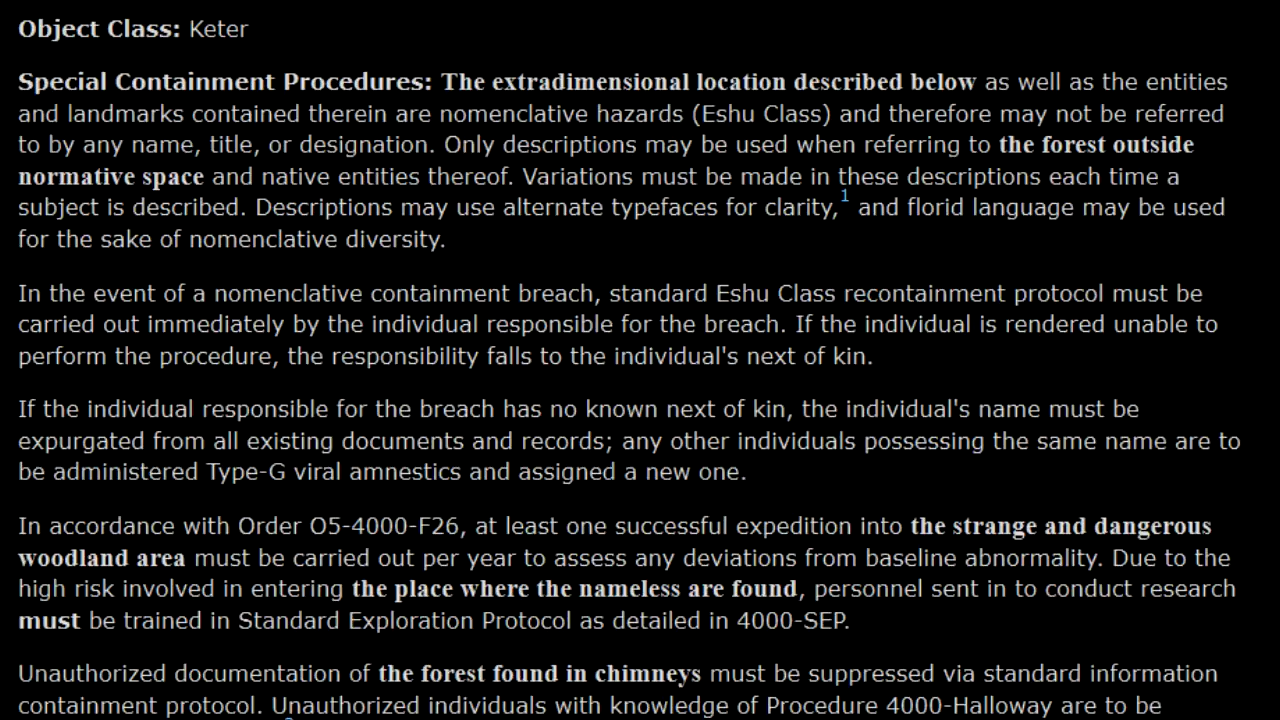 Object Class: Keter
Special Containment Procedures: The extradimensional location described below as well as the entities
and landmarks contained therein are nomenclative hazards (Eshu Class) and therefore may not be referred
to by any name, title, or designation. Only descriptions may be used when referring to the forest outside
normative space and native entities thereof. Variations must be made in these descriptions each time a
subject is described. Descriptions may use alternate typefaces for clarity,1 and florid language may be used
for the sake of nomenclative diversity.
In the event of a nomenclative containment breach, standard Eshu Class recontainment protocol must be
carried out immediately by the individual responsible for the breach. If the individual is rendered unable to
perform the procedure, the responsibility falls to the individual's next of kin.
If the individual responsible for the breach has no known next of kin, the individual's name must be
expurgated from all existing documents and records; any other individuals possessing the same name are to
be administered Type-G viral amnestics and assigned a new one.
In accordance with Order O5-4000-F26, at least one successful expedition into the strange and dangerous
woodland area must be carried out per year to assess any deviations from baseline abnormality. Due to the
high risk involved in entering the place where the nameless are found, personnel sent in to conduct research
must be trained in Standard Exploration Protocol as detailed in 4000-SEP.
Unauthorized documentation of the forest found in chimneys must be suppressed via standard information
containment protocol. Unauthorized individuals with knowledge of Procedure 4000-Halloway are to be